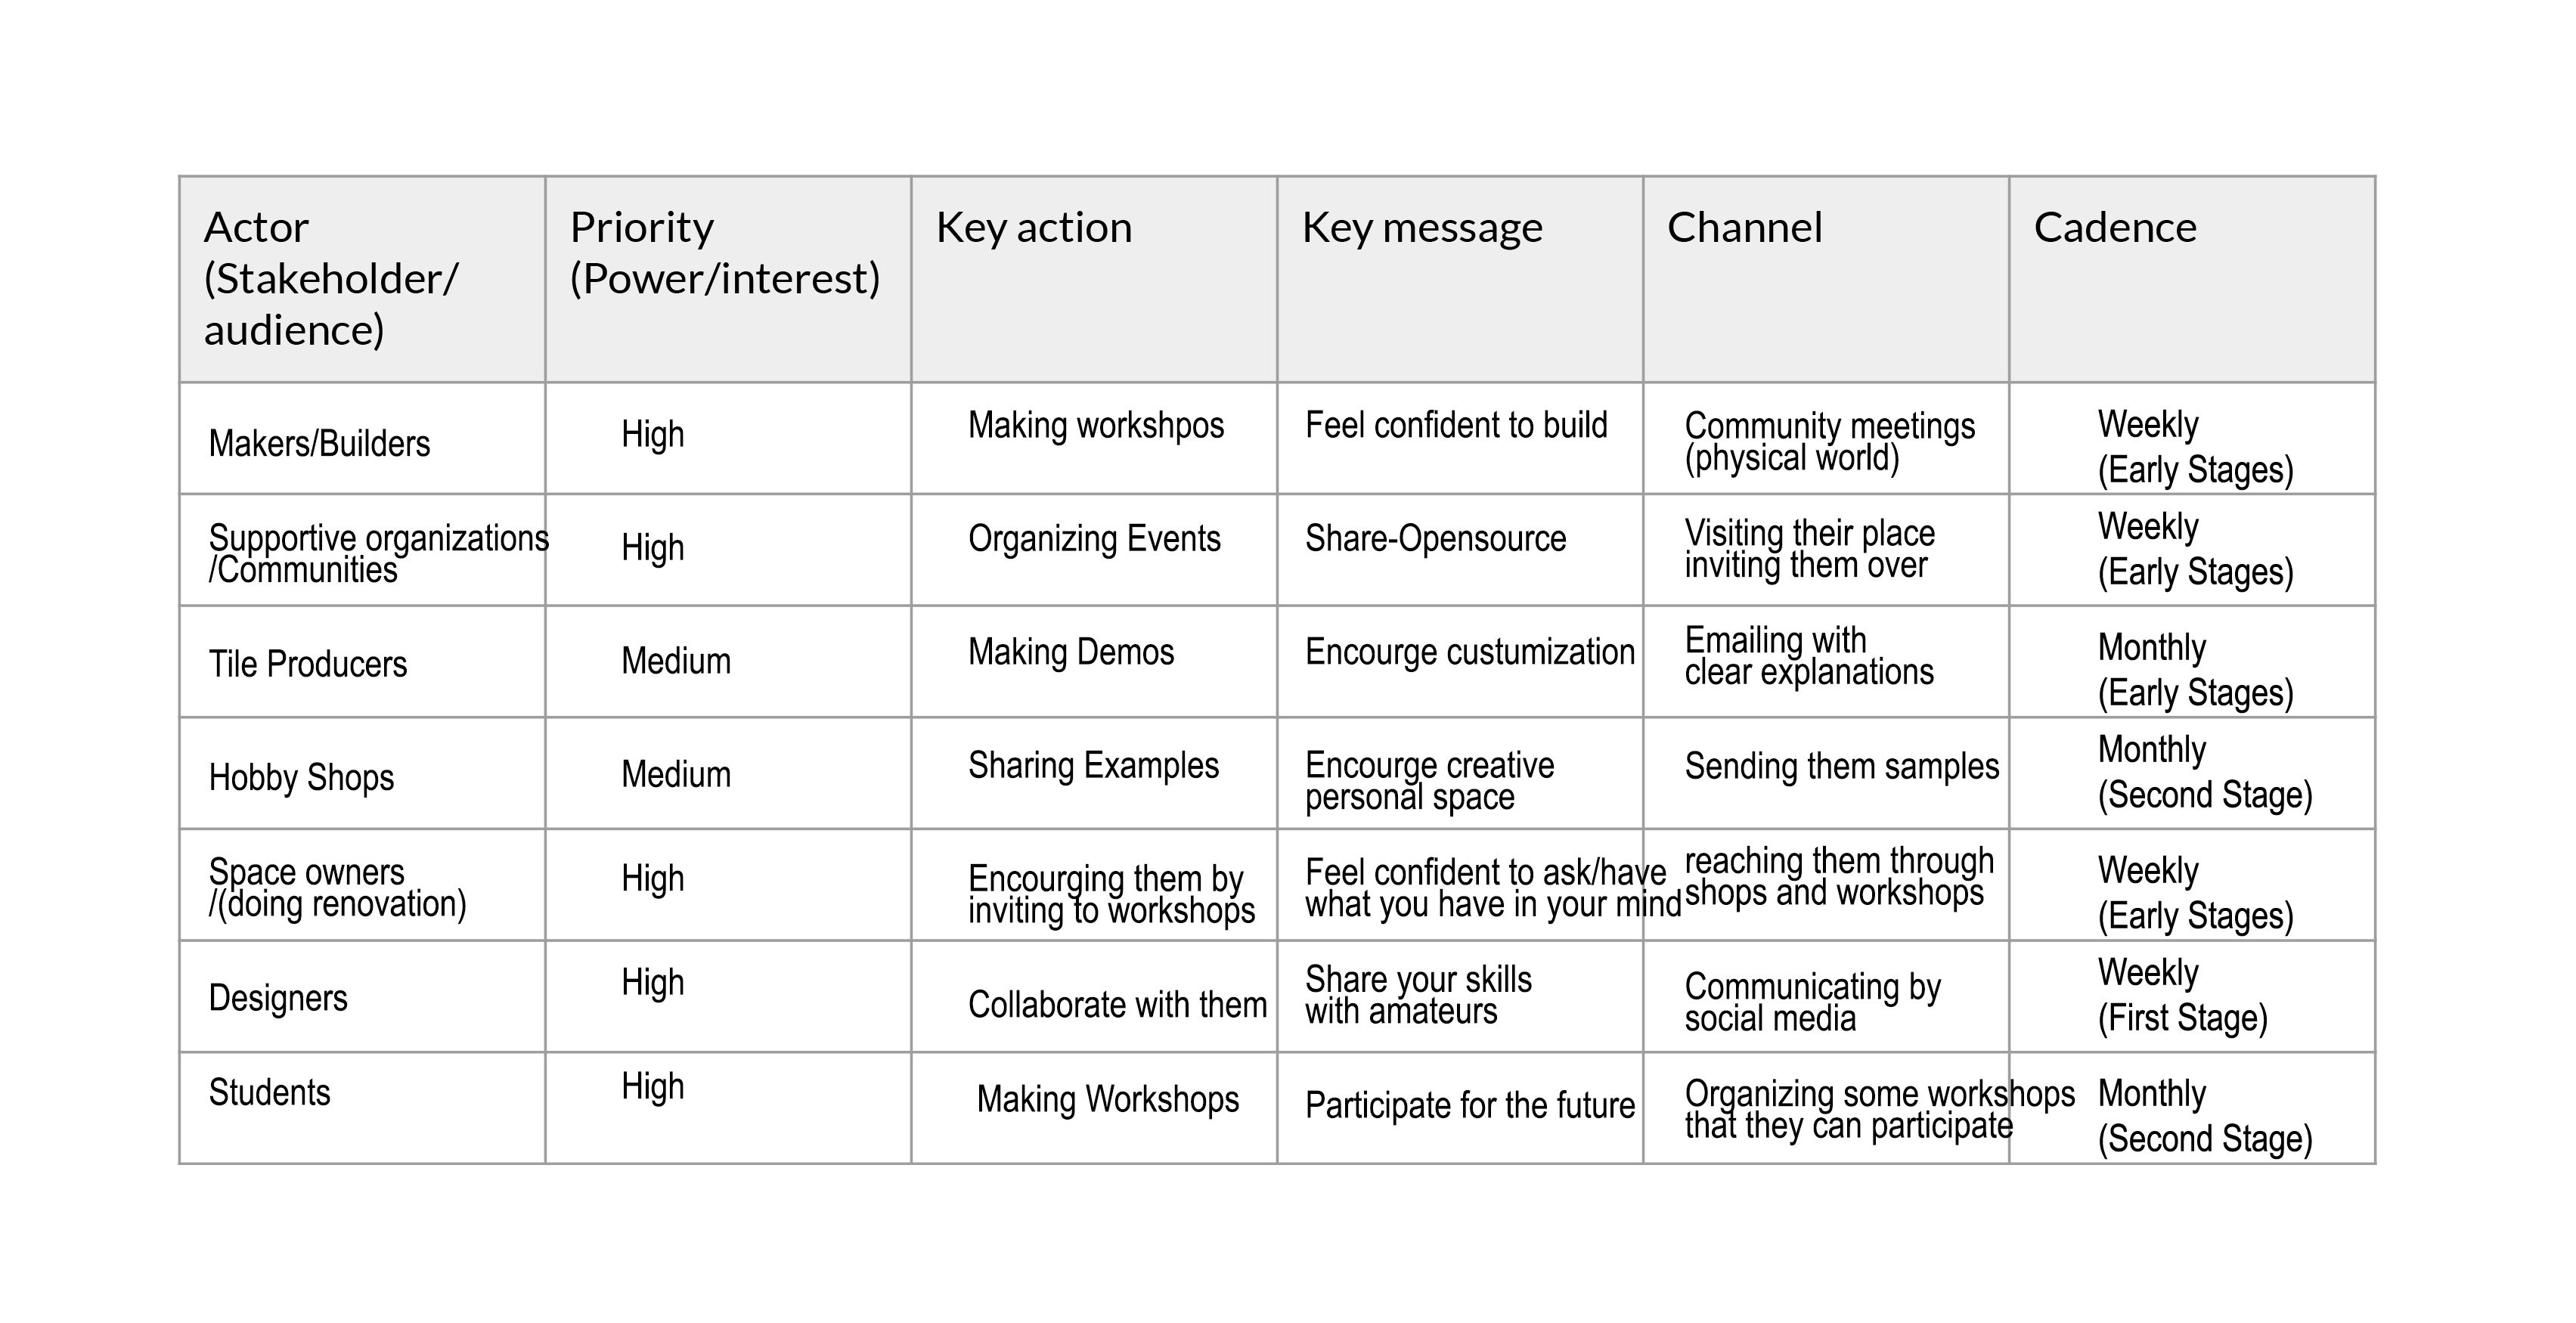 Actor
(Stakeholder/
audience)
Priority
(Power/interest)
Key action
Key message
Channel
Cadence
Makers/Builders
High
Making workshpos
Feel confident to build
Community meetings
(physical world)
Weekly
(Early Stages)
Supportive organizations
/Communities
High
Organizing Events
Share-Opensource
Visiting their place
inviting them over
Weekly
(Early Stages)
Tile Producers
Medium
Making Demos
Encourge custumization
Emailing with
clear explanations
Monthly
(Early Stages)
Hobby Shops
Medium
Sharing Examples
Encourge creative
personal space
Sending them samples
Monthly
(Second Stage)
Space owners
/(doing renovation)
High
Encourging them by
inviting to workshops
Feel confident to ask/have
what you have in your mind
reaching them through
shops and workshops
Weekly
(Early Stages)
Designers
High
Collaborate with them
Share your skills
with amateurs
Communicating by
social media
Weekly
(First Stage)
Students
High
Making Workshops
Participate for the future
Organizing some workshops
that they can participate
Monthly
(Second Stage)